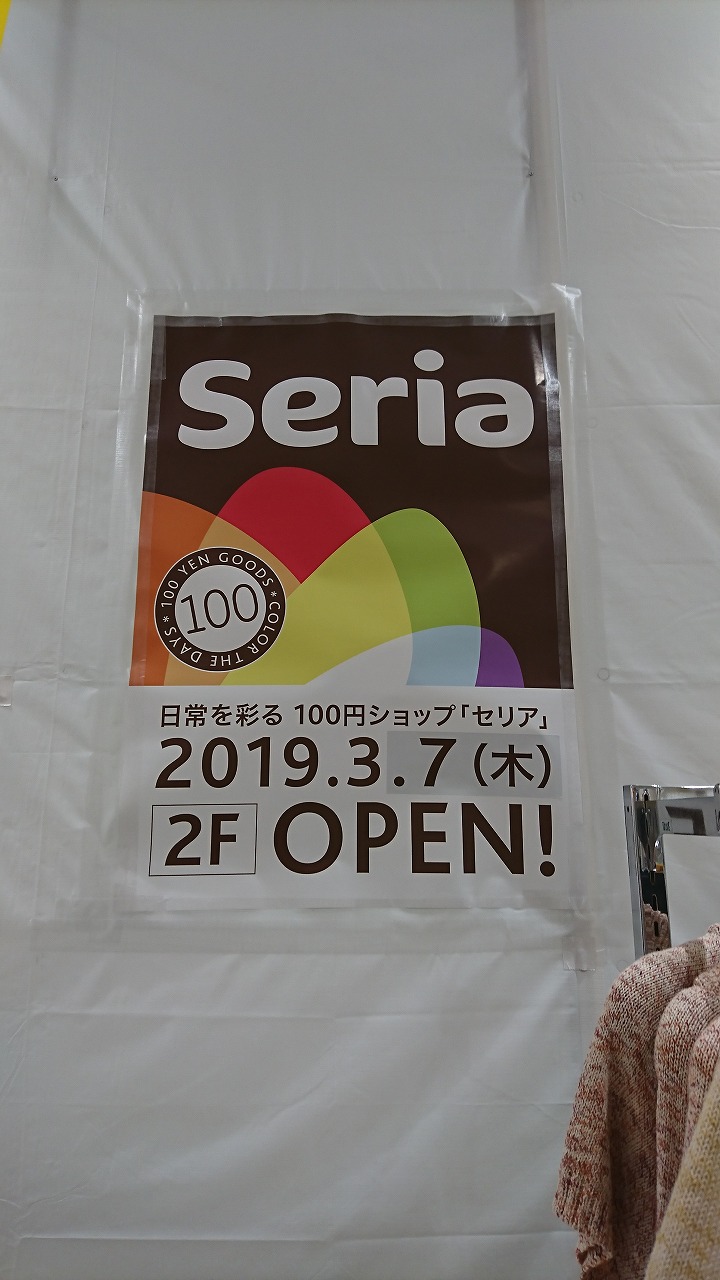 Seria
100 YEN GOODS * COLOR THE DAYS *
100
日常を彩る 100円ショップ「セリア」
2019.3.7(木)
2F OPEN!